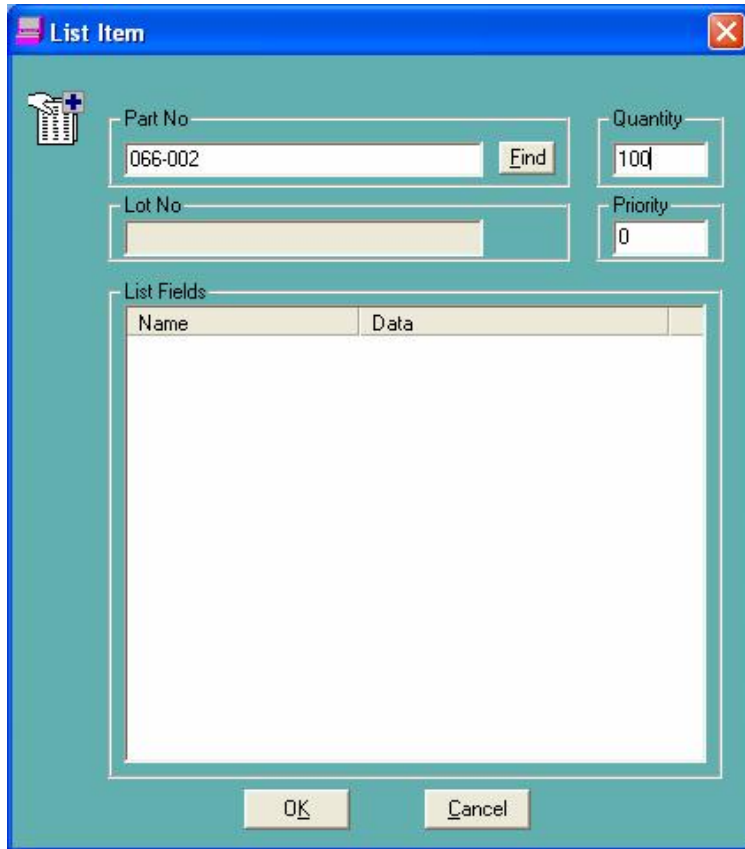 List Item
Part No
Quantity
066-002
Find
100
Lot No
Priority
0
List Fields
Name Data
OK Cancel